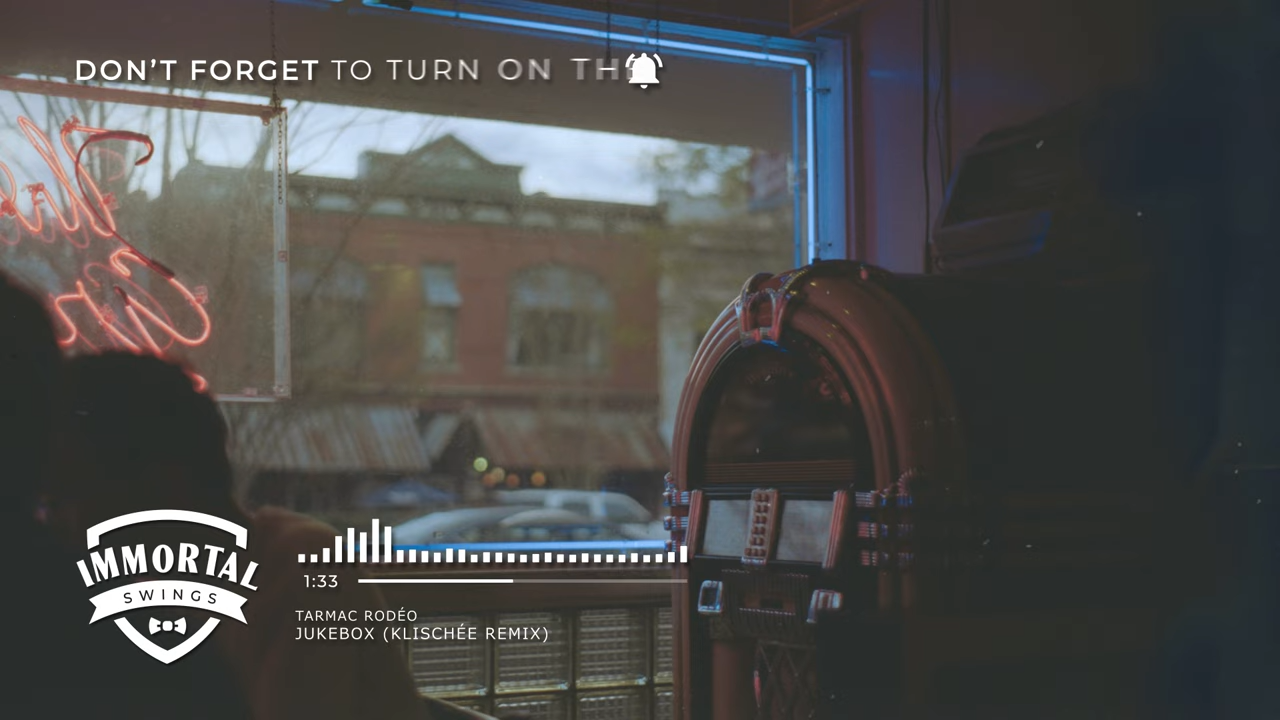 DON'T FORGET TO TURN ON TH
IMMORTAL
SWINGS
1:33
TARMAC RODÉO
JUKEBOX (KLISCHÉE REMIX)